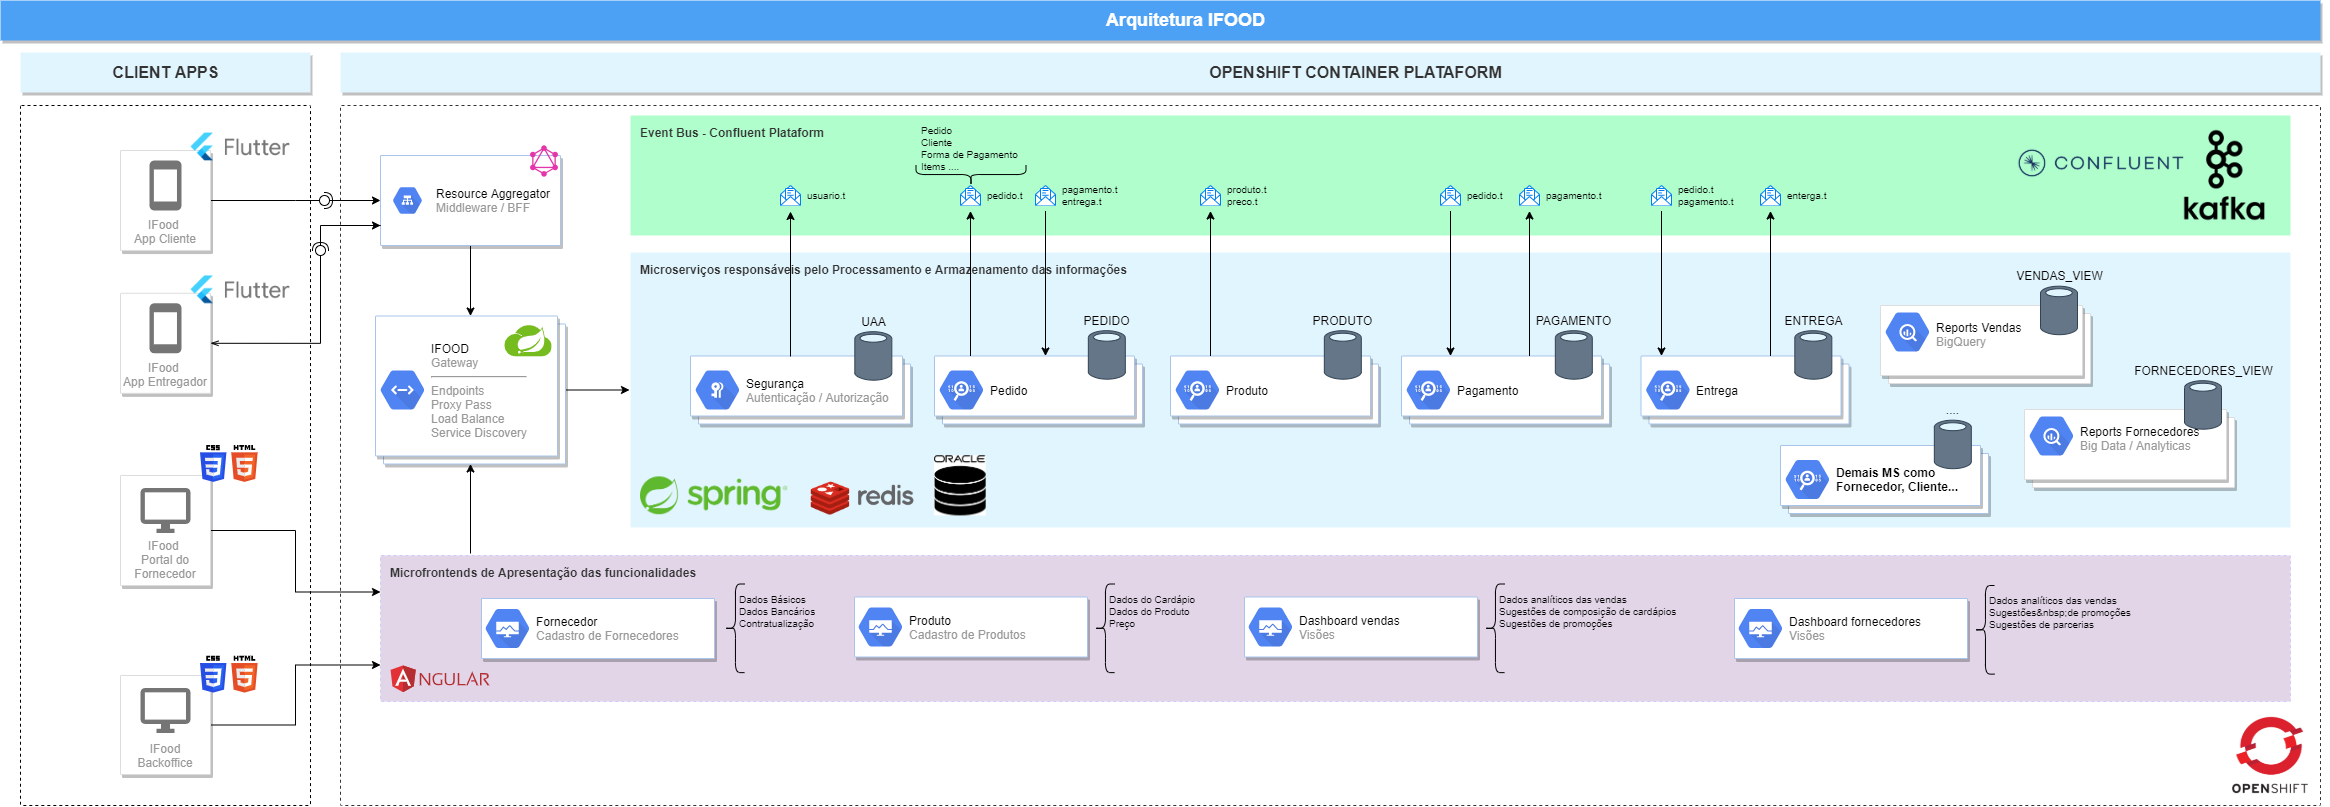 Arquitetura IFOOD
CLIENT APPS
OPENSHIFT CONTAINER PLATAFORM
Flutter
IFood
App Cliente
Flutter
IFood
App Entregador
CSS
3
HTML
5
IFood
Portal do
Fornecedor
CSS
3
HTML
5
IFood
Backoffice
Resource Aggregator
Middleware / BFF
IFOOD
Gateway
Endpoints
Proxy Pass
Load Balance
Service Discovery
Event Bus - Confluent Plataform
Pedido
Cliente
Forma de Pagamento
Items ....
usuario.t
pedido.t
pagamento.t
entrega.t
produto.t
preco.t
pedido.t
pagamento.t
pedido.t
pagamento.t
enterga.t
CONFLUENT
kafka
Microserviços responsáveis pelo Processamento e Armazenamento das informações
UAA
Segurança
Autenticação / Autorização
PEDIDO
Pedido
PRODUTO
Produto
PAGAMENTO
Pagamento
ENTREGA
Entrega
VENDAS_VIEW
Reports Vendas
BigQuery
FORNECEDORES_VIEW
Reports Fornecedores
Big Data / Analyticas
....
Demais MS como
Fornecedor, Cliente...
spring
redis
ORACLE
Microfrontends de Apresentação das funcionalidades
Fornecedor
Cadastro de Fornecedores
Dados Básicos
Dados Bancários
Contratualização
Produto
Cadastro de Produtos
Dados do Cardápio
Dados do Produto
Preço
Dashboard vendas
Visões
Dados analíticos das vendas
Sugestões de composição de cardápios
Sugestões de promoções
Dashboard fornecedores
Visões
Dados analíticos das vendas
Sugestões&nbsp;de promoções
Sugestões de parcerias
ANGULAR
OPENSHIFT